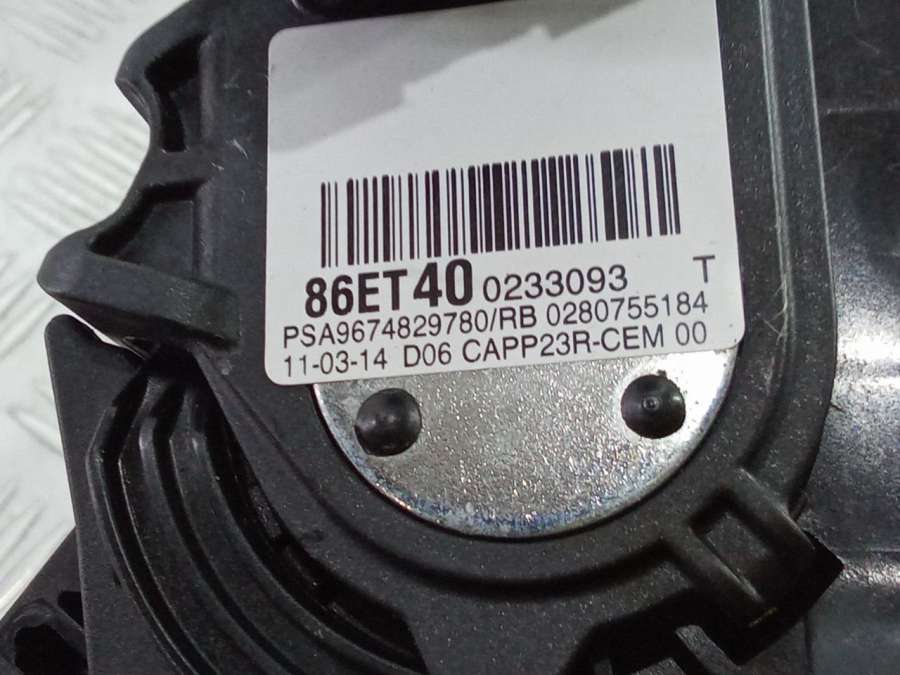 86ET40 0233093 T
PSA9674829780/RB 0280755184
11-03-14 D06 CAPP23R-CEM 00